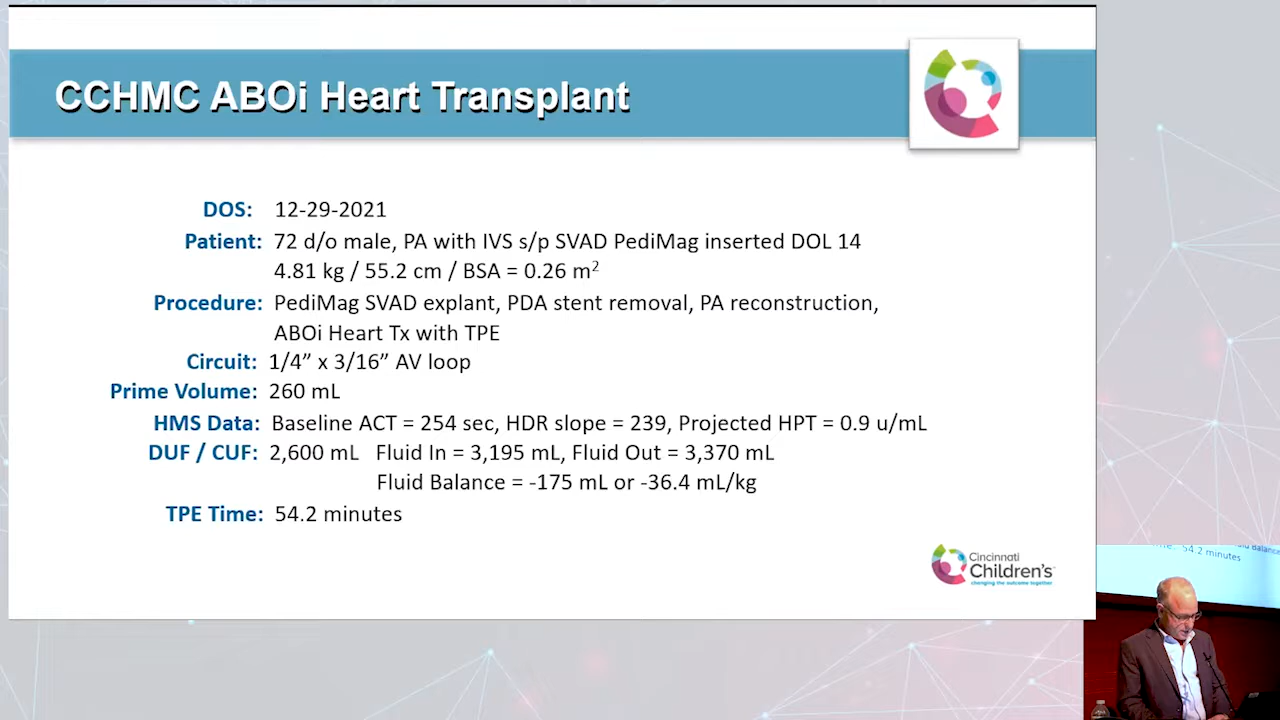 CCHMC ABOi Heart Transplant
DOS: 12-29-2021
Patient: 72 d/o male, PA with IVS s/p SVAD PediMag inserted DOL 14
4.81 kg / 55.2 cm / BSA = 0.26 m²
Procedure: PediMag SVAD explant, PDA stent removal, PA reconstruction,
ABOi Heart Tx with TPE
Circuit: 1/4” x 3/16” AV loop
Prime Volume: 260 mL
HMS Data: Baseline ACT = 254 sec, HDR slope = 239, Projected HPT = 0.9 u/mL
DUF / CUF: 2,600 mL Fluid In = 3,195 mL, Fluid Out = 3,370 mL
Fluid Balance = -175 mL or -36.4 mL/kg
TPE Time: 54.2 minutes
Cincinnati
Children's
changing the outcome together
54.2 minutes
Balance